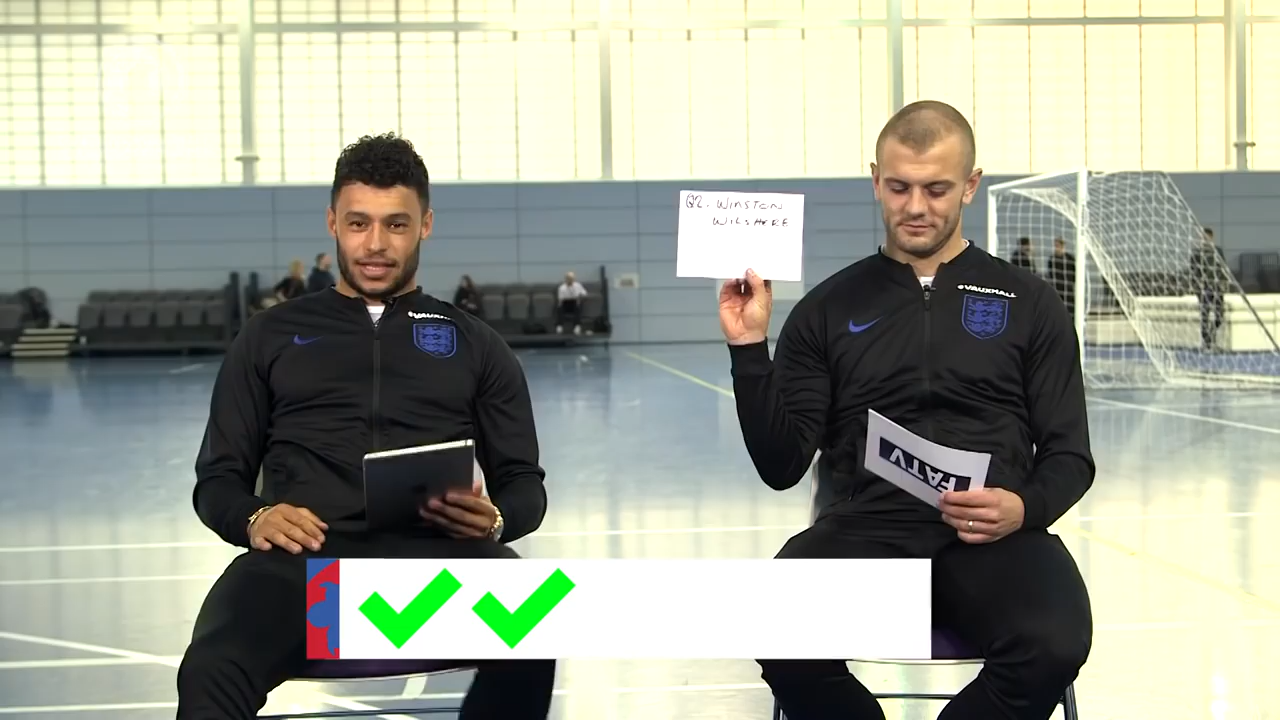 Q2. WINSTON
WILSHERE
VAUXHALL
VAUXHALL
FATV